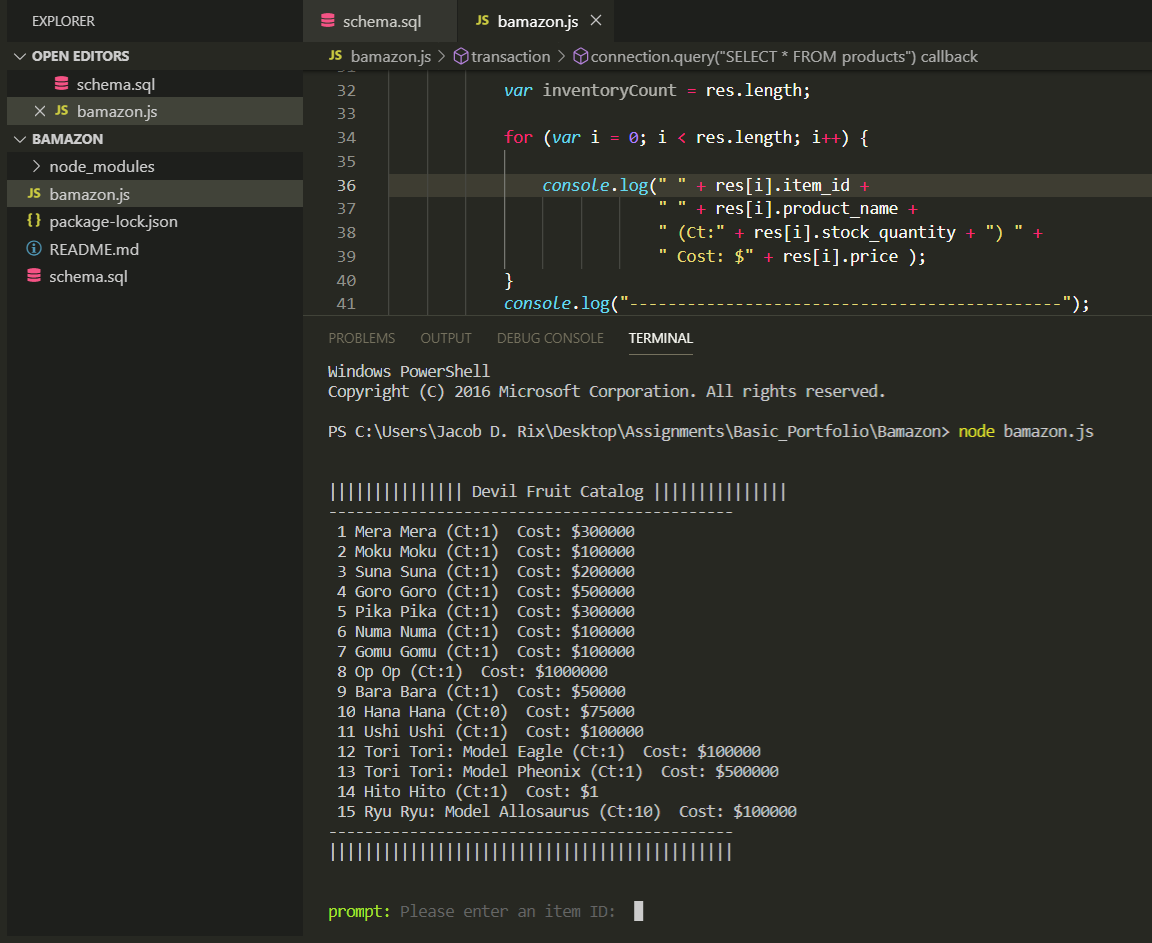 EXPLORER
OPEN EDITORS
schema.sql
JS bamazon.js
BAMAZON
node_modules
JS bamazon.js
{} package-lock.json
README.md
schema.sql
schema.sql
JS bamazon.js
JS bamazon.js > transaction > connection.query("SELECT * FROM products") callback
32 var inventoryCount = res.length;
33
34 for (var i = 0; i < res.length; i++) {
35
36 console.log(" " + res[i].item_id +
37 " " + res[i].product_name +
38 " (Ct:" + res[i].stock_quantity + ") " +
39 " Cost: $" + res[i].price );
40 }
41 console.log("---------------------------------------------");
PROBLEMS OUTPUT DEBUG CONSOLE TERMINAL
Windows PowerShell
Copyright (C) 2016 Microsoft Corporation. All rights reserved.
PS C:\Users\Jacob D. Rix\Desktop\Assignments\Basic_Portfolio\Bamazon> node bamazon.js
||||||||||||||| Devil Fruit Catalog |||||||||||||||
---------------------------------------------
1 Mera Mera (Ct:1)  Cost: $300000
2 Moku Moku (Ct:1)  Cost: $100000
3 Suna Suna (Ct:1)  Cost: $200000
4 Goro Goro (Ct:1)  Cost: $500000
5 Pika Pika (Ct:1)  Cost: $300000
6 Numa Numa (Ct:1)  Cost: $100000
7 Gomu Gomu (Ct:1)  Cost: $100000
8 Op Op (Ct:1)  Cost: $1000000
9 Bara Bara (Ct:1)  Cost: $50000
10 Hana Hana (Ct:0)  Cost: $75000
11 Ushi Ushi (Ct:1)  Cost: $100000
12 Tori Tori: Model Eagle (Ct:1)  Cost: $100000
13 Tori Tori: Model Pheonix (Ct:1)  Cost: $500000
14 Hito Hito (Ct:1)  Cost: $1
15 Ryu Ryu: Model Allosaurus (Ct:10)  Cost: $100000
---------------------------------------------
|||||||||||||||||||||||||||||||||||||||||||||
prompt: Please enter an item ID: